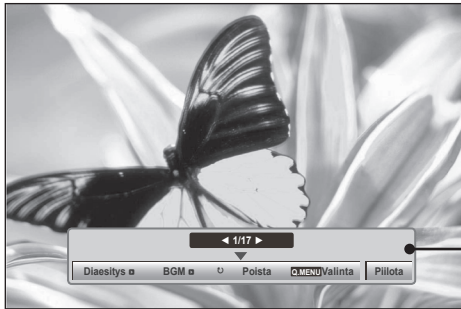 ◀ 1/17 ▶
Diaesitys BGM ↻ Poista Q.MENU Valinta Piilota